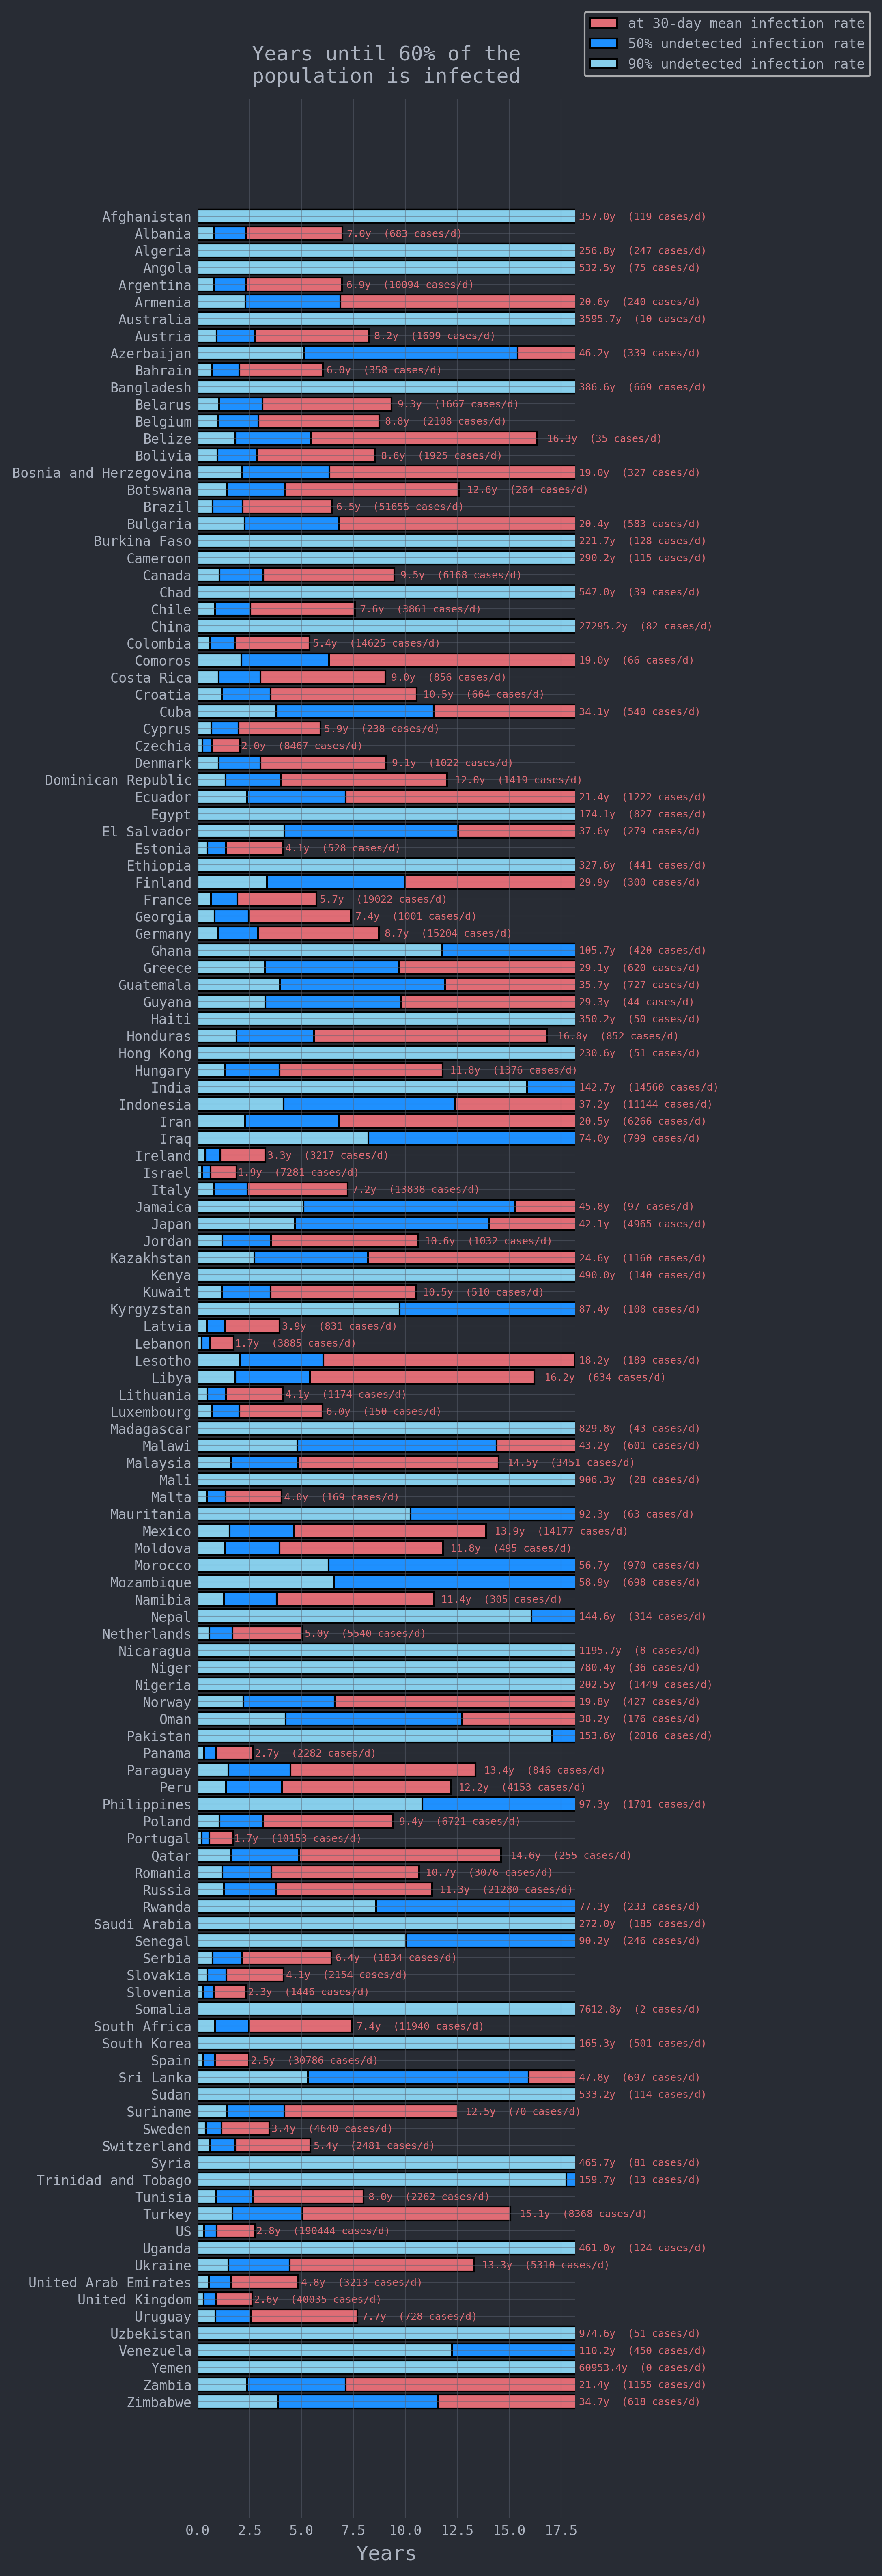 at 30-day mean infection rate
50% undetected infection rate
90% undetected infection rate
Years until 60% of the
population is infected
Afghanistan 357.0y (119 cases/d)
Albania 7.0y (683 cases/d)
Algeria 256.8y (247 cases/d)
Angola 532.5y (75 cases/d)
Argentina 6.9y (10094 cases/d)
Armenia 20.6y (240 cases/d)
Australia 3595.7y (10 cases/d)
Austria 8.2y (1699 cases/d)
Azerbaijan 46.2y (339 cases/d)
Bahrain 6.0y (358 cases/d)
Bangladesh 386.6y (669 cases/d)
Belarus 9.3y (1667 cases/d)
Belgium 8.8y (2108 cases/d)
Belize 16.3y (35 cases/d)
Bolivia 8.6y (1925 cases/d)
Bosnia and Herzegovina 19.0y (327 cases/d)
Botswana 12.6y (264 cases/d)
Brazil 6.5y (51655 cases/d)
Bulgaria 20.4y (583 cases/d)
Burkina Faso 221.7y (128 cases/d)
Cameroon 290.2y (115 cases/d)
Canada 9.5y (6168 cases/d)
Chad 547.0y (39 cases/d)
Chile 7.6y (3861 cases/d)
China 27295.2y (82 cases/d)
Colombia 5.4y (14625 cases/d)
Comoros 19.0y (66 cases/d)
Costa Rica 9.0y (856 cases/d)
Croatia 10.5y (664 cases/d)
Cuba 34.1y (540 cases/d)
Cyprus 5.9y (238 cases/d)
Czechia 2.0y (8467 cases/d)
Denmark 9.1y (1022 cases/d)
Dominican Republic 12.0y (1419 cases/d)
Ecuador 21.4y (1222 cases/d)
Egypt 174.1y (827 cases/d)
El Salvador 37.6y (279 cases/d)
Estonia 4.1y (528 cases/d)
Ethiopia 327.6y (441 cases/d)
Finland 29.9y (300 cases/d)
France 5.7y (19022 cases/d)
Georgia 7.4y (1001 cases/d)
Germany 8.7y (15204 cases/d)
Ghana 105.7y (420 cases/d)
Greece 29.1y (620 cases/d)
Guatemala 35.7y (727 cases/d)
Guyana 29.3y (44 cases/d)
Haiti 350.2y (50 cases/d)
Honduras 16.8y (852 cases/d)
Hong Kong 230.6y (51 cases/d)
Hungary 11.8y (1376 cases/d)
India 142.7y (14560 cases/d)
Indonesia 37.2y (11144 cases/d)
Iran 20.5y (6266 cases/d)
Iraq 74.0y (799 cases/d)
Ireland 3.3y (3217 cases/d)
Israel 1.9y (7281 cases/d)
Italy 7.2y (13838 cases/d)
Jamaica 45.8y (97 cases/d)
Japan 42.1y (4965 cases/d)
Jordan 10.6y (1032 cases/d)
Kazakhstan 24.6y (1160 cases/d)
Kenya 490.0y (140 cases/d)
Kuwait 10.5y (510 cases/d)
Kyrgyzstan 87.4y (108 cases/d)
Latvia 3.9y (831 cases/d)
Lebanon 1.7y (3885 cases/d)
Lesotho 18.2y (189 cases/d)
Libya 16.2y (634 cases/d)
Lithuania 4.1y (1174 cases/d)
Luxembourg 6.0y (150 cases/d)
Madagascar 829.8y (43 cases/d)
Malawi 43.2y (601 cases/d)
Malaysia 14.5y (3451 cases/d)
Mali 906.3y (28 cases/d)
Malta 4.0y (169 cases/d)
Mauritania 92.3y (63 cases/d)
Mexico 13.9y (14177 cases/d)
Moldova 11.8y (495 cases/d)
Morocco 56.7y (970 cases/d)
Mozambique 58.9y (698 cases/d)
Namibia 11.4y (305 cases/d)
Nepal 144.6y (314 cases/d)
Netherlands 5.0y (5540 cases/d)
Nicaragua 1195.7y (8 cases/d)
Niger 780.4y (36 cases/d)
Nigeria 202.5y (1449 cases/d)
Norway 19.8y (427 cases/d)
Oman 38.2y (176 cases/d)
Pakistan 153.6y (2016 cases/d)
Panama 2.7y (2282 cases/d)
Paraguay 13.4y (846 cases/d)
Peru 12.2y (4153 cases/d)
Philippines 97.3y (1701 cases/d)
Poland 9.4y (6721 cases/d)
Portugal 1.7y (10153 cases/d)
Qatar 14.6y (255 cases/d)
Romania 10.7y (3076 cases/d)
Russia 11.3y (21280 cases/d)
Rwanda 77.3y (233 cases/d)
Saudi Arabia 272.0y (185 cases/d)
Senegal 90.2y (246 cases/d)
Serbia 6.4y (1834 cases/d)
Slovakia 4.1y (2154 cases/d)
Slovenia 2.3y (1446 cases/d)
Somalia 7612.8y (2 cases/d)
South Africa 7.4y (11940 cases/d)
South Korea 165.3y (501 cases/d)
Spain 2.5y (30786 cases/d)
Sri Lanka 47.8y (697 cases/d)
Sudan 533.2y (114 cases/d)
Suriname 12.5y (70 cases/d)
Sweden 3.4y (4640 cases/d)
Switzerland 5.4y (2481 cases/d)
Syria 465.7y (81 cases/d)
Trinidad and Tobago 159.7y (13 cases/d)
Tunisia 8.0y (2262 cases/d)
Turkey 15.1y (8368 cases/d)
US 2.8y (190444 cases/d)
Uganda 461.0y (124 cases/d)
Ukraine 13.3y (5310 cases/d)
United Arab Emirates 4.8y (3213 cases/d)
United Kingdom 2.6y (40035 cases/d)
Uruguay 7.7y (728 cases/d)
Uzbekistan 974.6y (51 cases/d)
Venezuela 110.2y (450 cases/d)
Yemen 60953.4y (0 cases/d)
Zambia 21.4y (1155 cases/d)
Zimbabwe 34.7y (618 cases/d)
0.0 2.5 5.0 7.5 10.0 12.5 15.0 17.5
Years